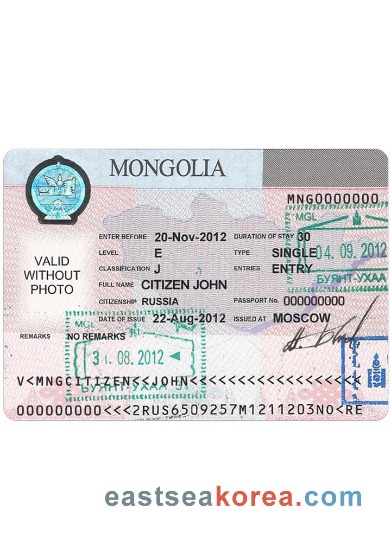 MONGOLIA
MNG0000000
ENTER BEFORE 20-Nov-2012 DURATION OF STAY 30
LEVEL E TYPE SINGLE
CLASSIFICATION J ENTRIES ENTRY
FULL NAME CITIZEN JOHN
CITIZENSHIP RUSSIA PASSPORT No. 000000000
DATE OF ISSUE 22-Aug-2012 ISSUED AT MOSCOW
VALID
WITHOUT
PHOTO
REMARKS NO REMARKS
MGL
04.09.2012
БУЯНТ-УХАА
MGL
31.08.2012
БУЯНТ-УХАА
V<MNGCITIZEN<<JOHN<<<<<<<<<<<<<<<<<<
000000000<<<2RUS6509257M1211203NO<RE
eastseakorea.com